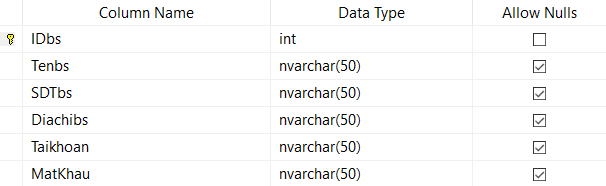 Column Name Data Type Allow Nulls
IDbs int
Tenbs nvarchar(50)
SDTbs nvarchar(50)
Diachibs nvarchar(50)
Taikhoan nvarchar(50)
MatKhau nvarchar(50)